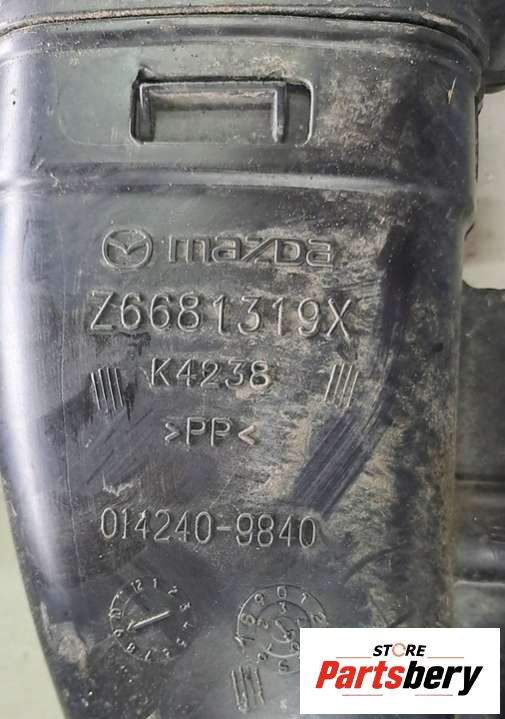 mazda
Z6681319X
K4238
>PP<
014240-9840
STORE
Partsbery